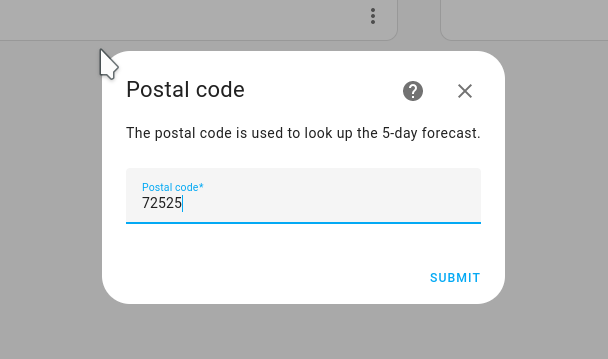 Postal code
The postal code is used to look up the 5-day forecast.
Postal code*
72525
SUBMIT